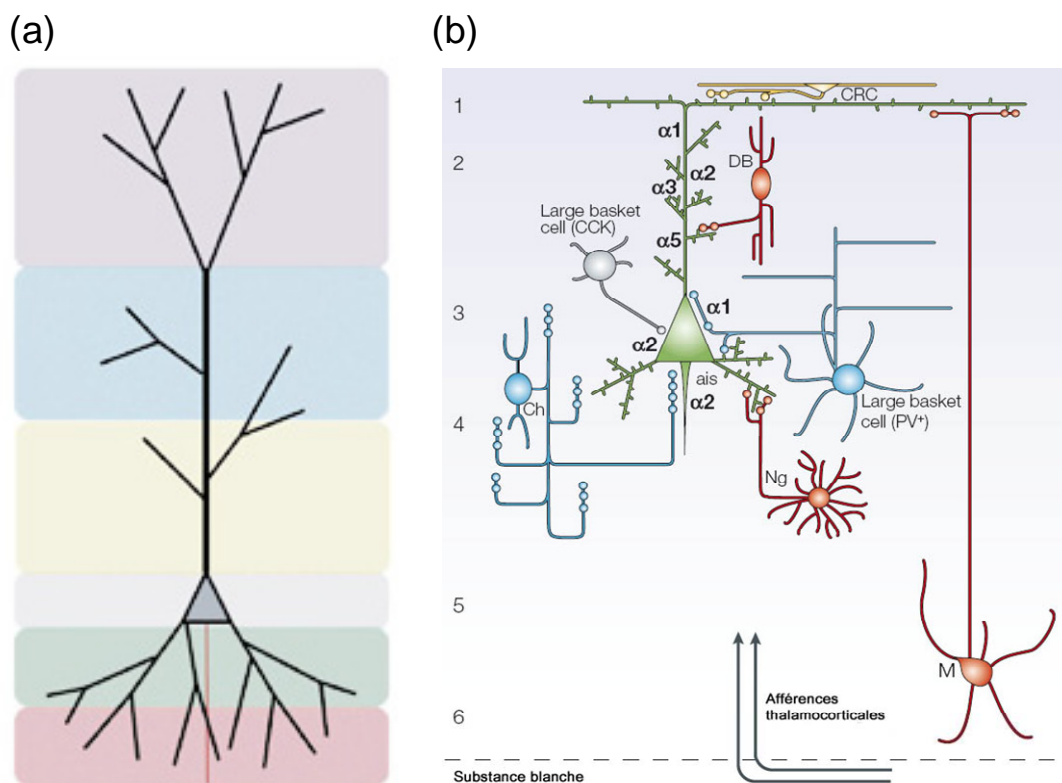 (a)
(b)
1
CRC
α1
2
DB
α2
α3
Large basket
cell (CCK)
α5
3
α1
α2
ais
Ch
α2
Large basket
cell (PV⁺)
4
Ng
5
M
Afférences
thalamocorticales
6
Substance blanche